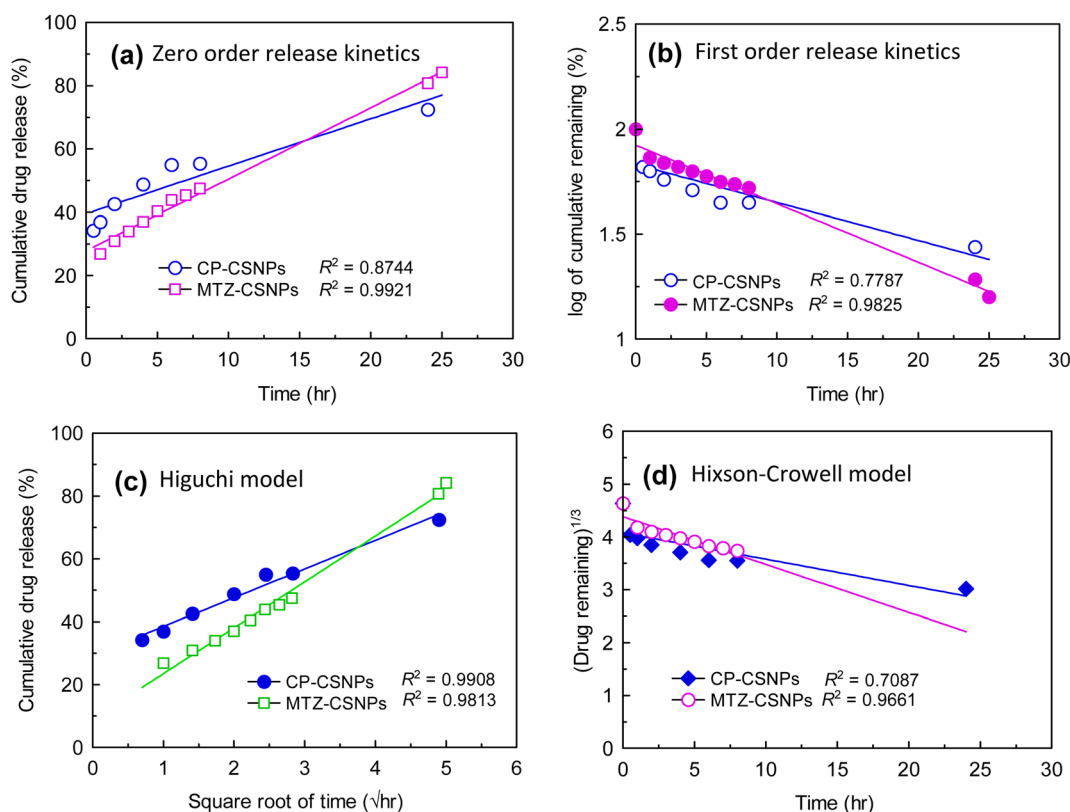 (a) Zero order release kinetics
Cumulative drug release (%)
100
80
60
40
20
0
CP-CSNPs R² = 0.8744
MTZ-CSNPs R² = 0.9921
0 5 10 15 20 25 30
Time (hr)
(b) First order release kinetics
log of cumulative remaining (%)
2.5
2
1.5
1
CP-CSNPs R² = 0.7787
MTZ-CSNPs R² = 0.9825
0 5 10 15 20 25 30
Time (hr)
(c) Higuchi model
Cumulative drug release (%)
100
80
60
40
20
0
CP-CSNPs R² = 0.9908
MTZ-CSNPs R² = 0.9813
0 1 2 3 4 5 6
Square root of time (√hr)
(d) Hixson-Crowell model
(Drug remaining)¹/³
6
5
4
3
2
1
0
CP-CSNPs R² = 0.7087
MTZ-CSNPs R² = 0.9661
0 5 10 15 20 25 30
Time (hr)